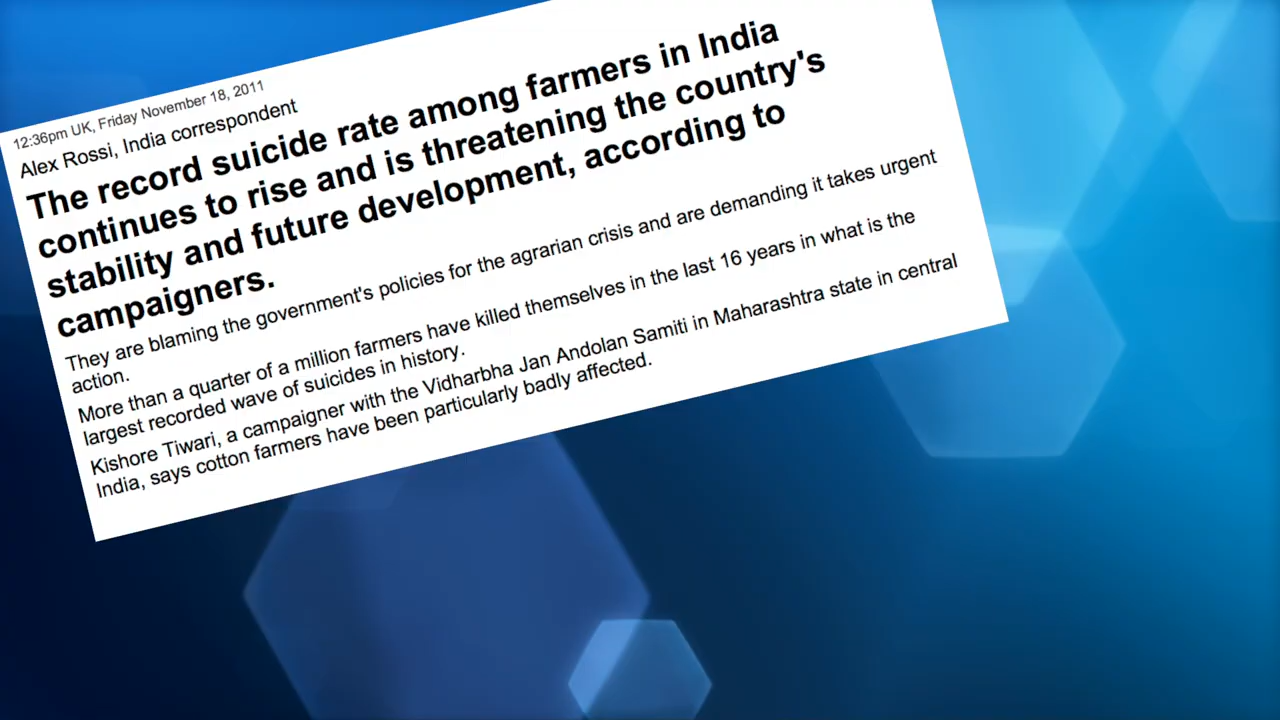 12:36pm UK, Friday November 18, 2011
Alex Rossi, India correspondent
The record suicide rate among farmers in India
continues to rise and is threatening the country's
stability and future development, according to
campaigners.
They are blaming the government's policies for the agrarian crisis and are demanding it takes urgent
action.
More than a quarter of a million farmers have killed themselves in the last 16 years in what is the
largest recorded wave of suicides in history.
Kishore Tiwari, a campaigner with the Vidharbha Jan Andolan Samiti in Maharashtra state in central
India, says cotton farmers have been particularly badly affected.